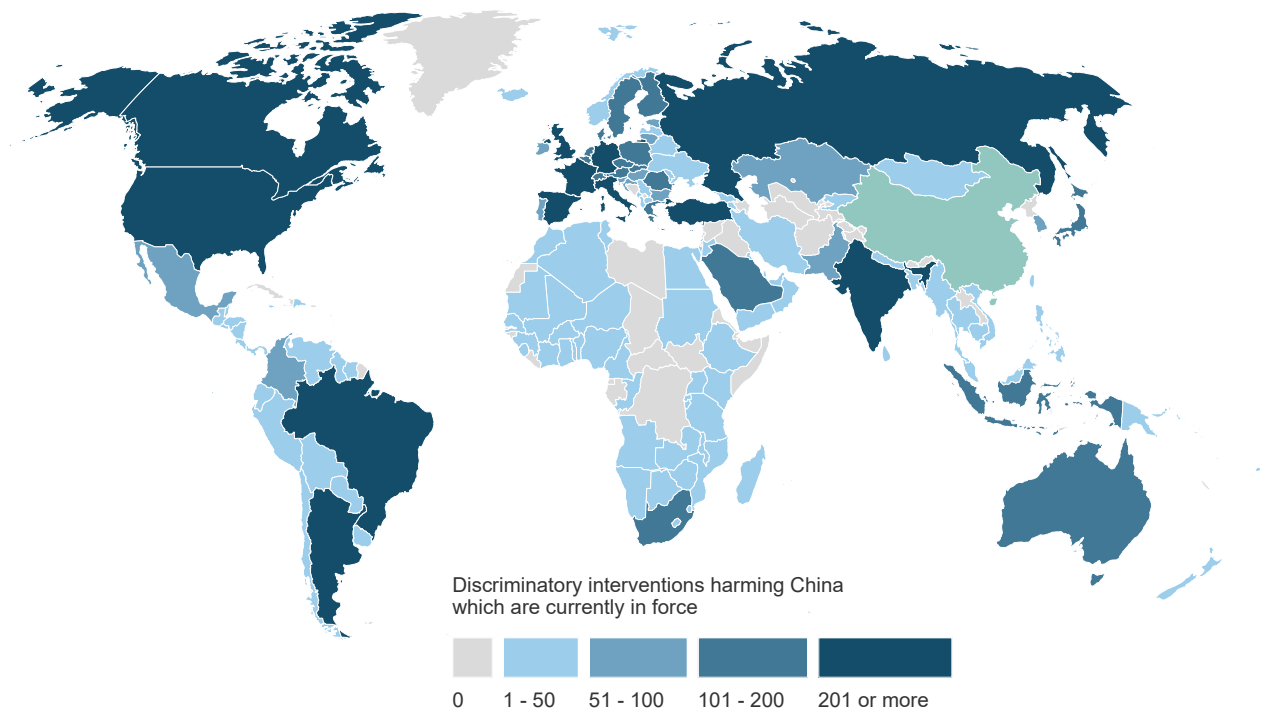 Discriminatory interventions harming China
which are currently in force
0
1 - 50
51 - 100
101 - 200
201 or more